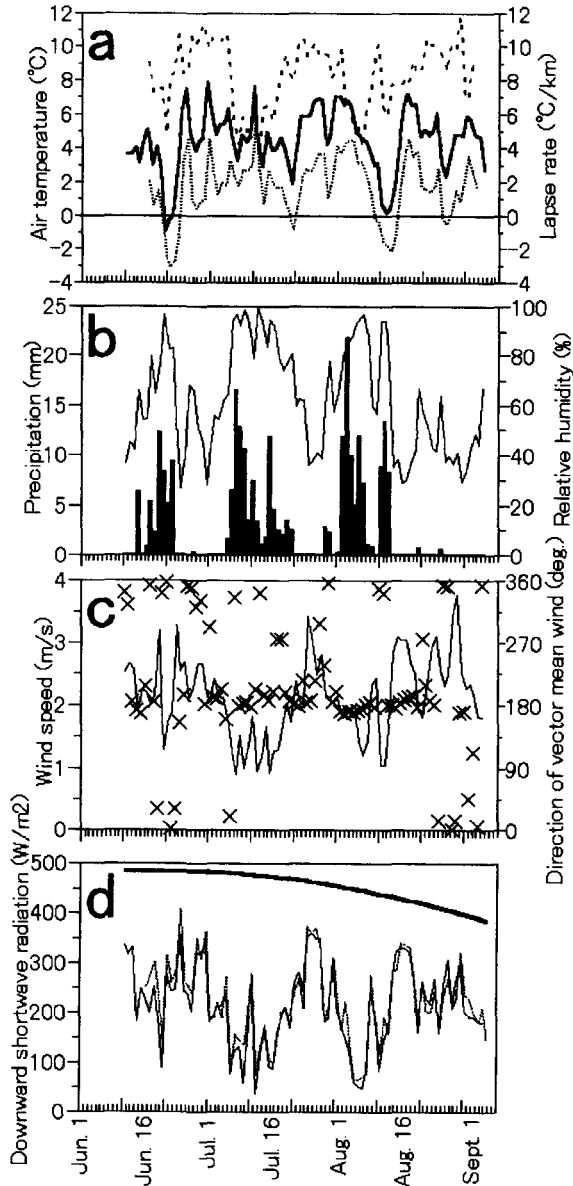 a
Air temperature (°C)
12
10
8
6
4
2
0
-2
-4
12
10
8
6
4
2
0
-2
-4
Lapse rate (°C/km)
b
Precipitation (mm)
25
20
15
10
5
0
100
80
60
40
20
0
Relative humidity (%)
c
Wind speed (m/s)
4
3
2
1
0
360
270
180
90
0
Direction of vector mean wind (deg.)
d
Downward shortwave radiation (W/m2)
500
400
300
200
100
0
Jun. 1
Jun. 16
Jul. 1
Jul. 16
Aug. 1
Aug. 16
Sept. 1